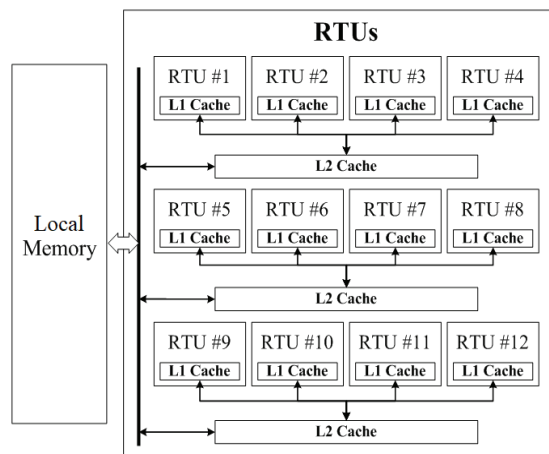 RTUs
RTU #1 RTU #2 RTU #3 RTU #4
L1 Cache L1 Cache L1 Cache L1 Cache
L2 Cache
RTU #5 RTU #6 RTU #7 RTU #8
L1 Cache L1 Cache L1 Cache L1 Cache
L2 Cache
RTU #9 RTU #10 RTU #11 RTU #12
L1 Cache L1 Cache L1 Cache L1 Cache
L2 Cache
Local
Memory